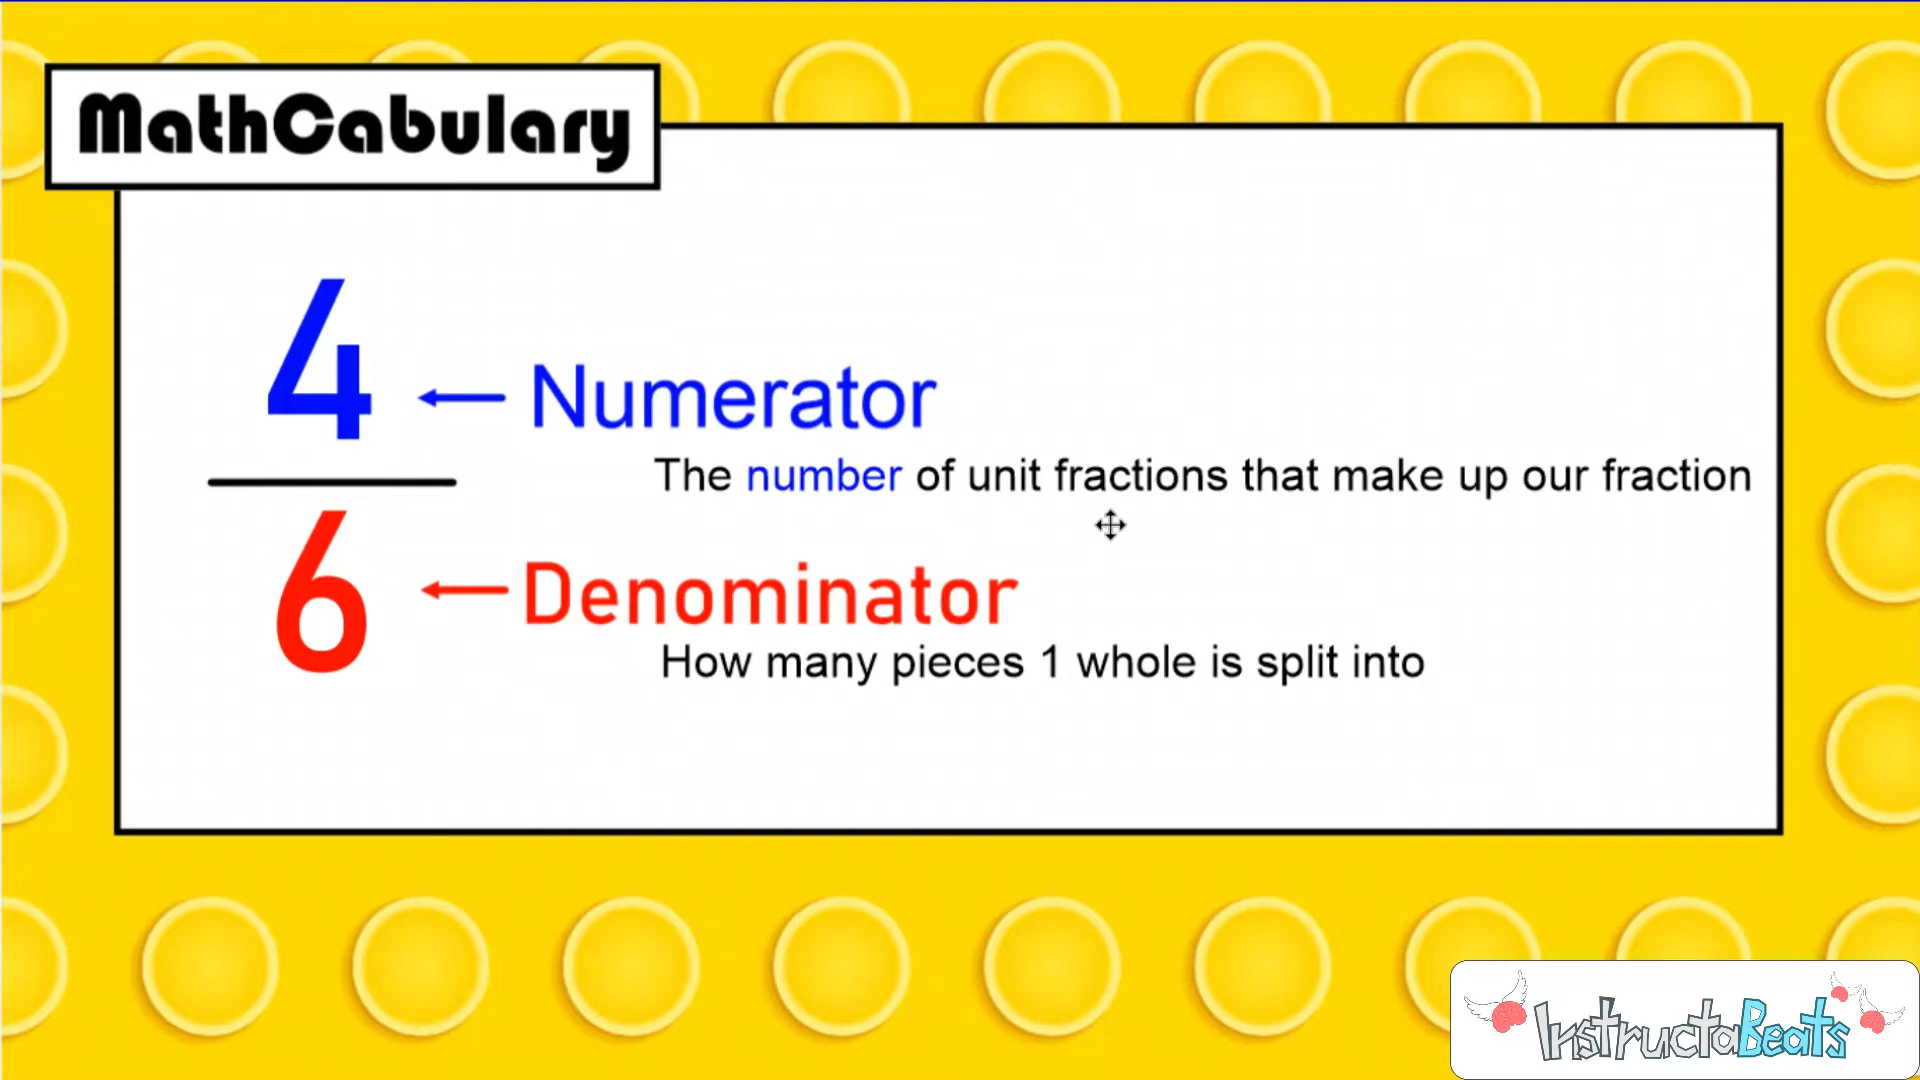 MathCabulary
4
Numerator
The number of unit fractions that make up our fraction
6
Denominator
How many pieces 1 whole is split into
InstructaBeats